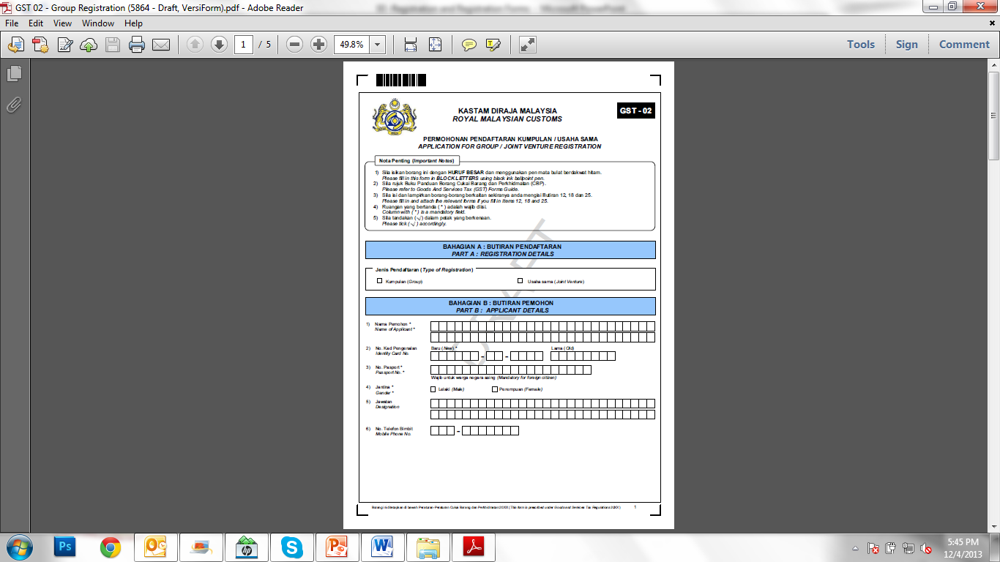 GST 02 - Group Registration (5864 - Draft, VersiForm).pdf - Adobe Reader
File Edit View Window Help
1 / 5 49.8% Tools Sign Comment
KASTAM DIRAJA MALAYSIA
ROYAL MALAYSIAN CUSTOMS
GST - 02
PERMOHONAN PENDAFTARAN KUMPULAN / USAHA SAMA
APPLICATION FOR GROUP / JOINT VENTURE REGISTRATION
Nota Penting (Important Notes)
1) Sila isikan borang ini dengan HURUF BESAR dan menggunakan pen mata bulat berdakwat hitam.
Please fill in this form in BLOCK LETTERS using black ink ballpoint pen.
2) Sila rujuk Buku Panduan Borang Cukai Barang dan Perkhidmatan (CBP).
Please refer to Goods And Services Tax (GST) Forms Guide.
3) Sila isi dan lampirkan borang-borang berkaitan sekiranya anda mengisi Butiran 12, 18 dan 25.
Please fill in and attach the relevant forms if you fill in Items 12, 18 and 25.
4) Ruangan yang bertanda ( * ) adalah wajib diisi.
Column with ( * ) is a mandatory field.
5) Sila tandakan (√) dalam petak yang berkenaan.
Please tick (√) accordingly.
DRAFT
BAHAGIAN A : BUTIRAN PENDAFTARAN
PART A : REGISTRATION DETAILS
Jenis Pendaftaran (Type of Registration)
Kumpulan (Group) Usaha sama (Joint Venture)
BAHAGIAN B : BUTIRAN PEMOHON
PART B : APPLICANT DETAILS
1) Nama Pemohon *
Name of Applicant *
2) No. Kad Pengenalan Baru (New) * Lama (Old)
Identity Card No.
3) No. Pasport *
Passport No. *
Wajib untuk warga negara asing (Mandatory for foreign citizen)
4) Jantina * Lelaki (Male) Perempuan (Female)
Gender *
5) Jawatan
Designation
6) No. Telefon Bimbit
Mobile Phone No.
Borang ini ditetapkan di bawah Peraturan-Peraturan Cukai Barang dan Perkhidmatan 20XX (This form is prescribed under Goods and Services Tax Regulations 20XX) 1
Ps
hp
5:45 PM
12/4/2013